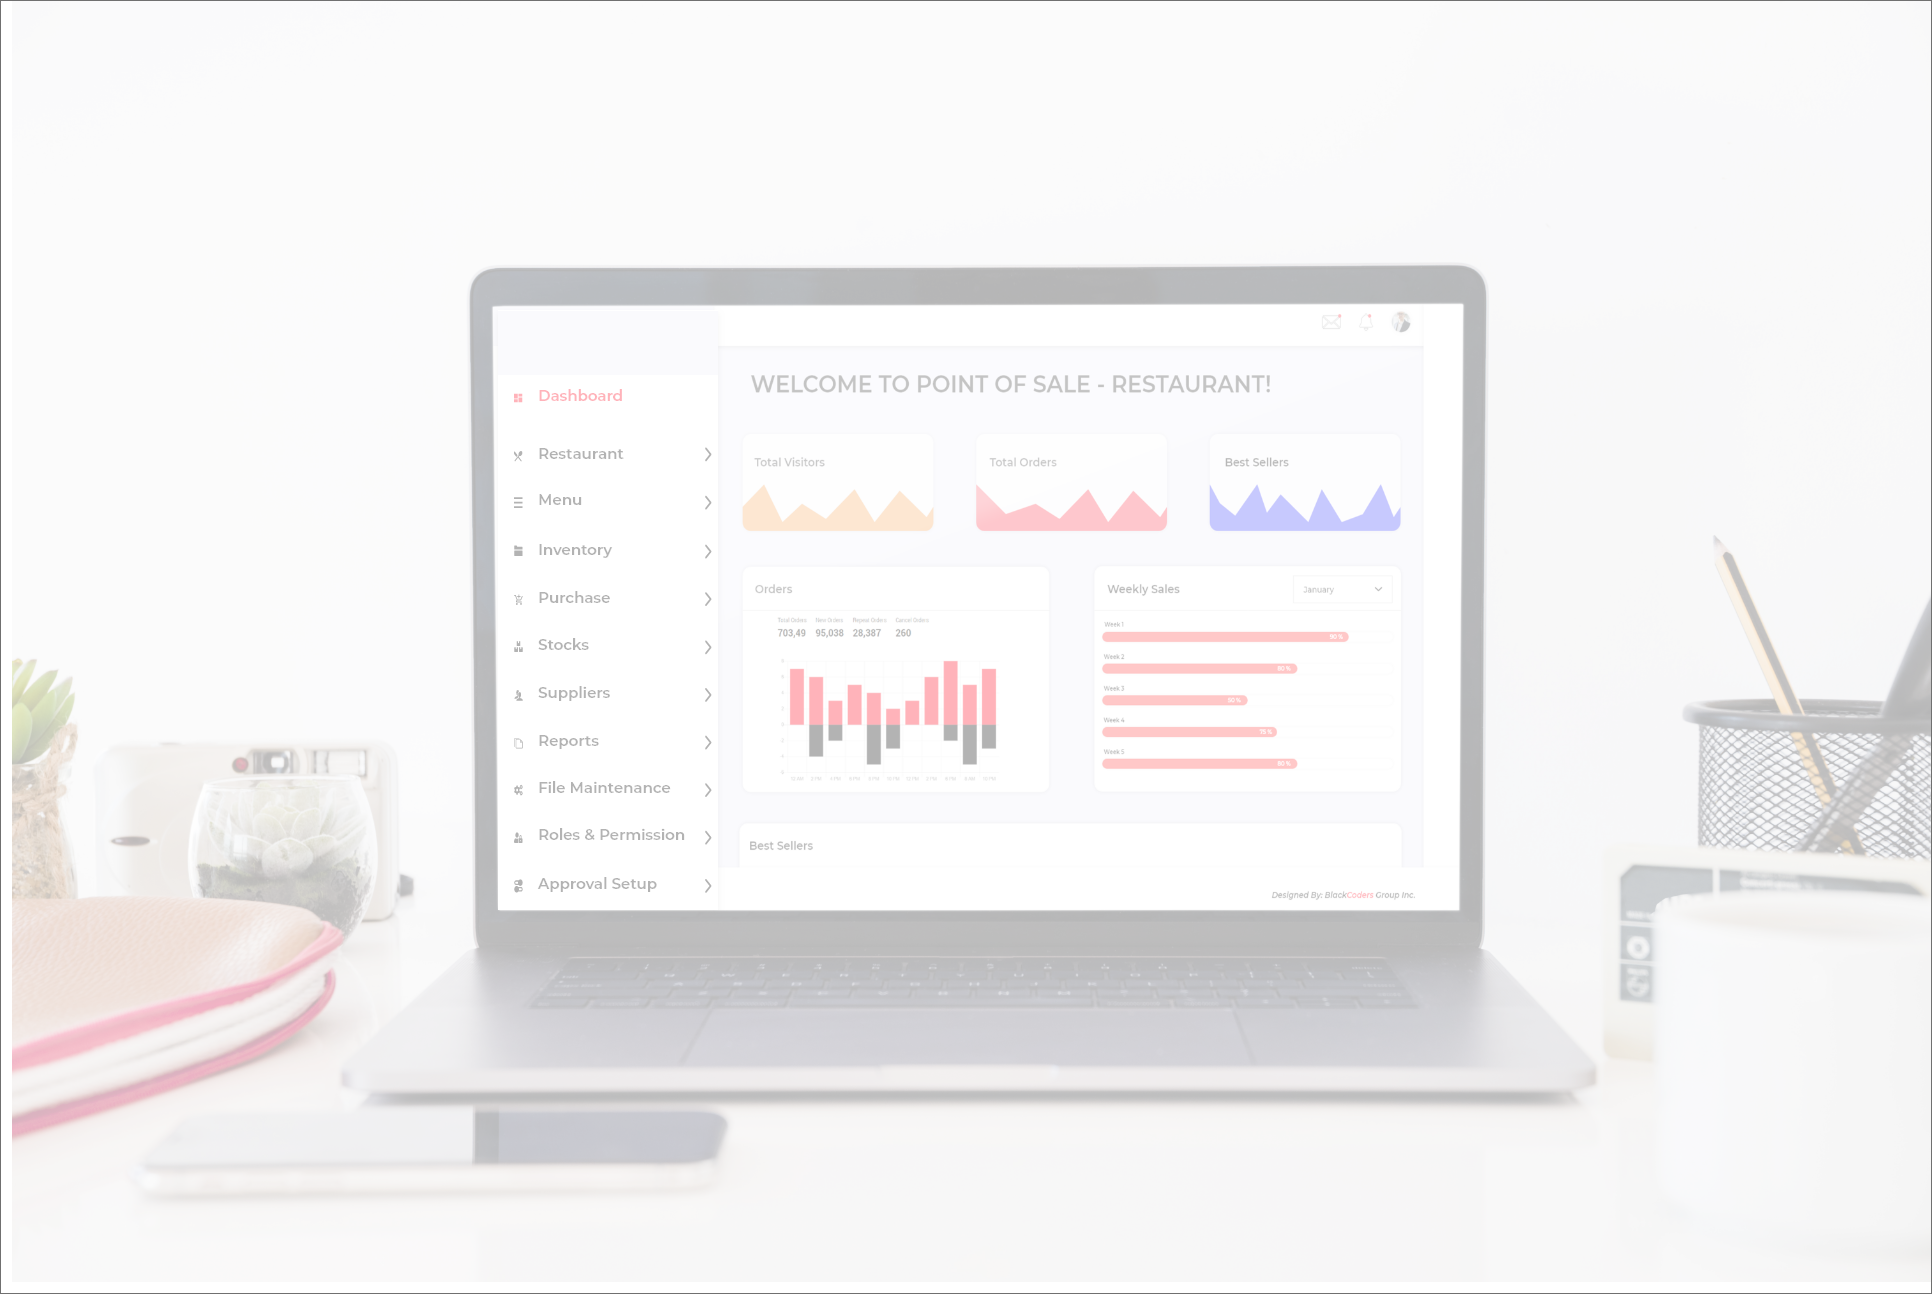 Dashboard
Restaurant
Menu
Inventory
Purchase
Stocks
Suppliers
Reports
File Maintenance
Roles & Permission
Approval Setup
WELCOME TO POINT OF SALE - RESTAURANT!
Total Visitors
Total Orders
Best Sellers
Orders
Total Orders New Orders Repeat Orders Cancel Orders
703,49 95,038 28,387 260
Weekly Sales
January
Week 1
90 %
Week 2
80 %
Week 3
Week 4
Week 5
80 %
Best Sellers
Designed By: BlackCoders Group Inc.